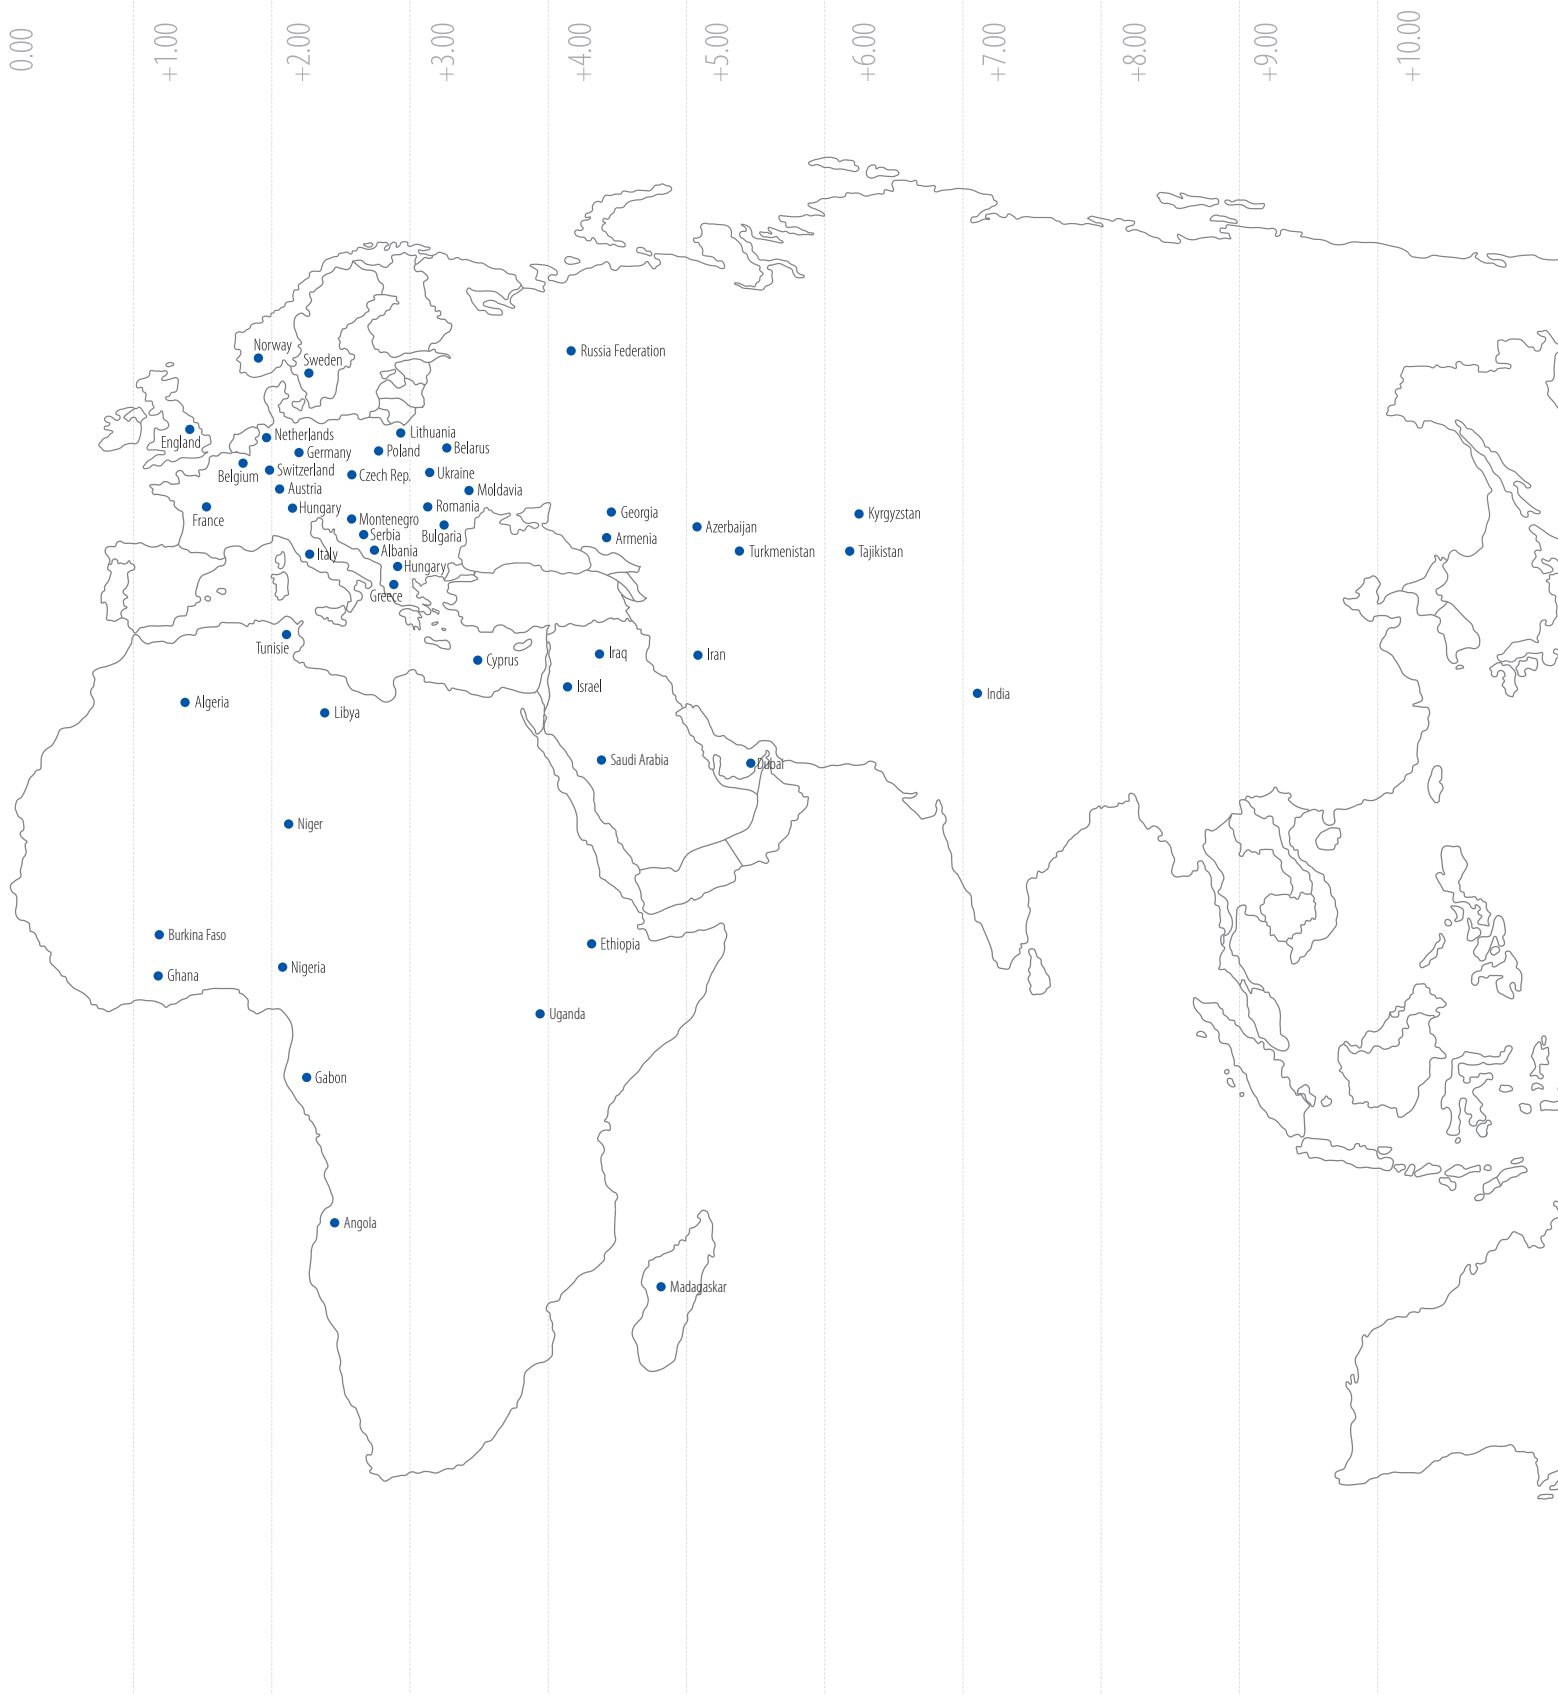 0.00
+1.00
+2.00
+3.00
+4.00
+5.00
+6.00
+7.00
+8.00
+9.00
+10.00
Norway
Russia Federation
Sweden
England
Netherlands
Lithuania
Germany
Poland
Belarus
Belgium
Switzerland
Czech Rep.
Ukraine
Austria
Moldavia
France
Hungary
Romania
Montenegro
Bulgaria
Georgia
Kyrgyzstan
Serbia
Azerbaijan
Armenia
Italy
Albania
Turkmenistan
Tajikistan
Hungary
Greece
Tunisie
Cyprus
Iraq
Iran
Israel
India
Algeria
Libya
Saudi Arabia
Dubai
Niger
Burkina Faso
Ethiopia
Ghana
Nigeria
Uganda
Gabon
Angola
Madagaskar